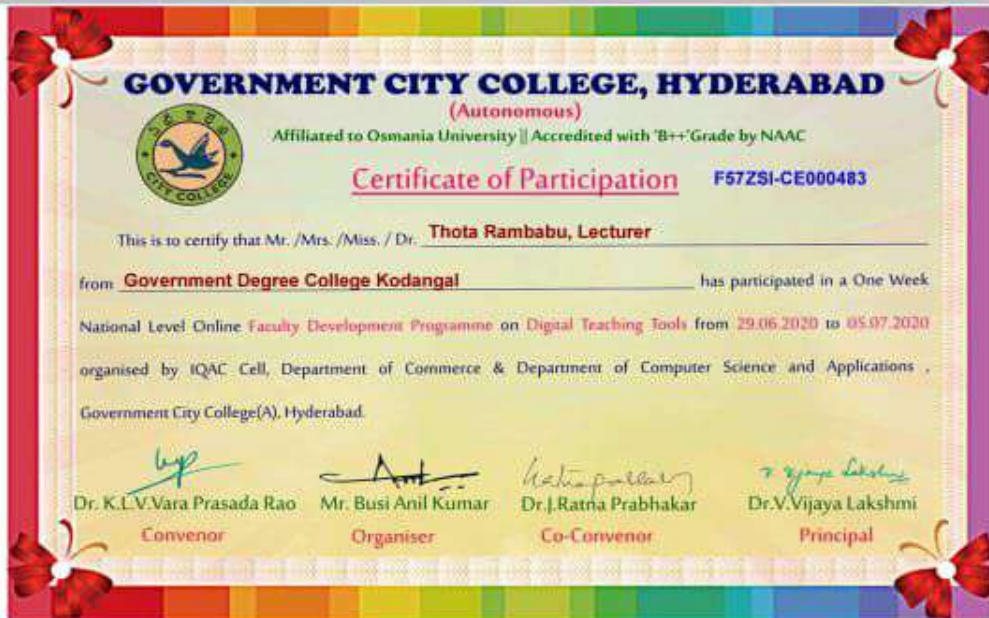 GOVERNMENT CITY COLLEGE, HYDERABAD
(Autonomous)
Affiliated to Osmania University || Accredited with 'B++'Grade by NAAC
CITY COLLEGE
Certificate of Participation
F57ZSI-CE000483
This is to certify that Mr. /Mrs. /Miss. / Dr. Thota Rambabu, Lecturer
from Government Degree College Kodangal has participated in a One Week
National Level Online Faculty Development Programme on Digital Teaching Tools from 29.06.2020 to 05.07.2020
organised by IQAC Cell, Department of Commerce & Department of Computer Science and Applications ,
Government City College(A), Hyderabad.
V Vijaya Lakshmi
Dr. K.L.V.Vara Prasada Rao Mr. Busi Anil Kumar Dr.J.Ratna Prabhakar Dr.V.Vijaya Lakshmi
Convenor Organiser Co-Convenor Principal